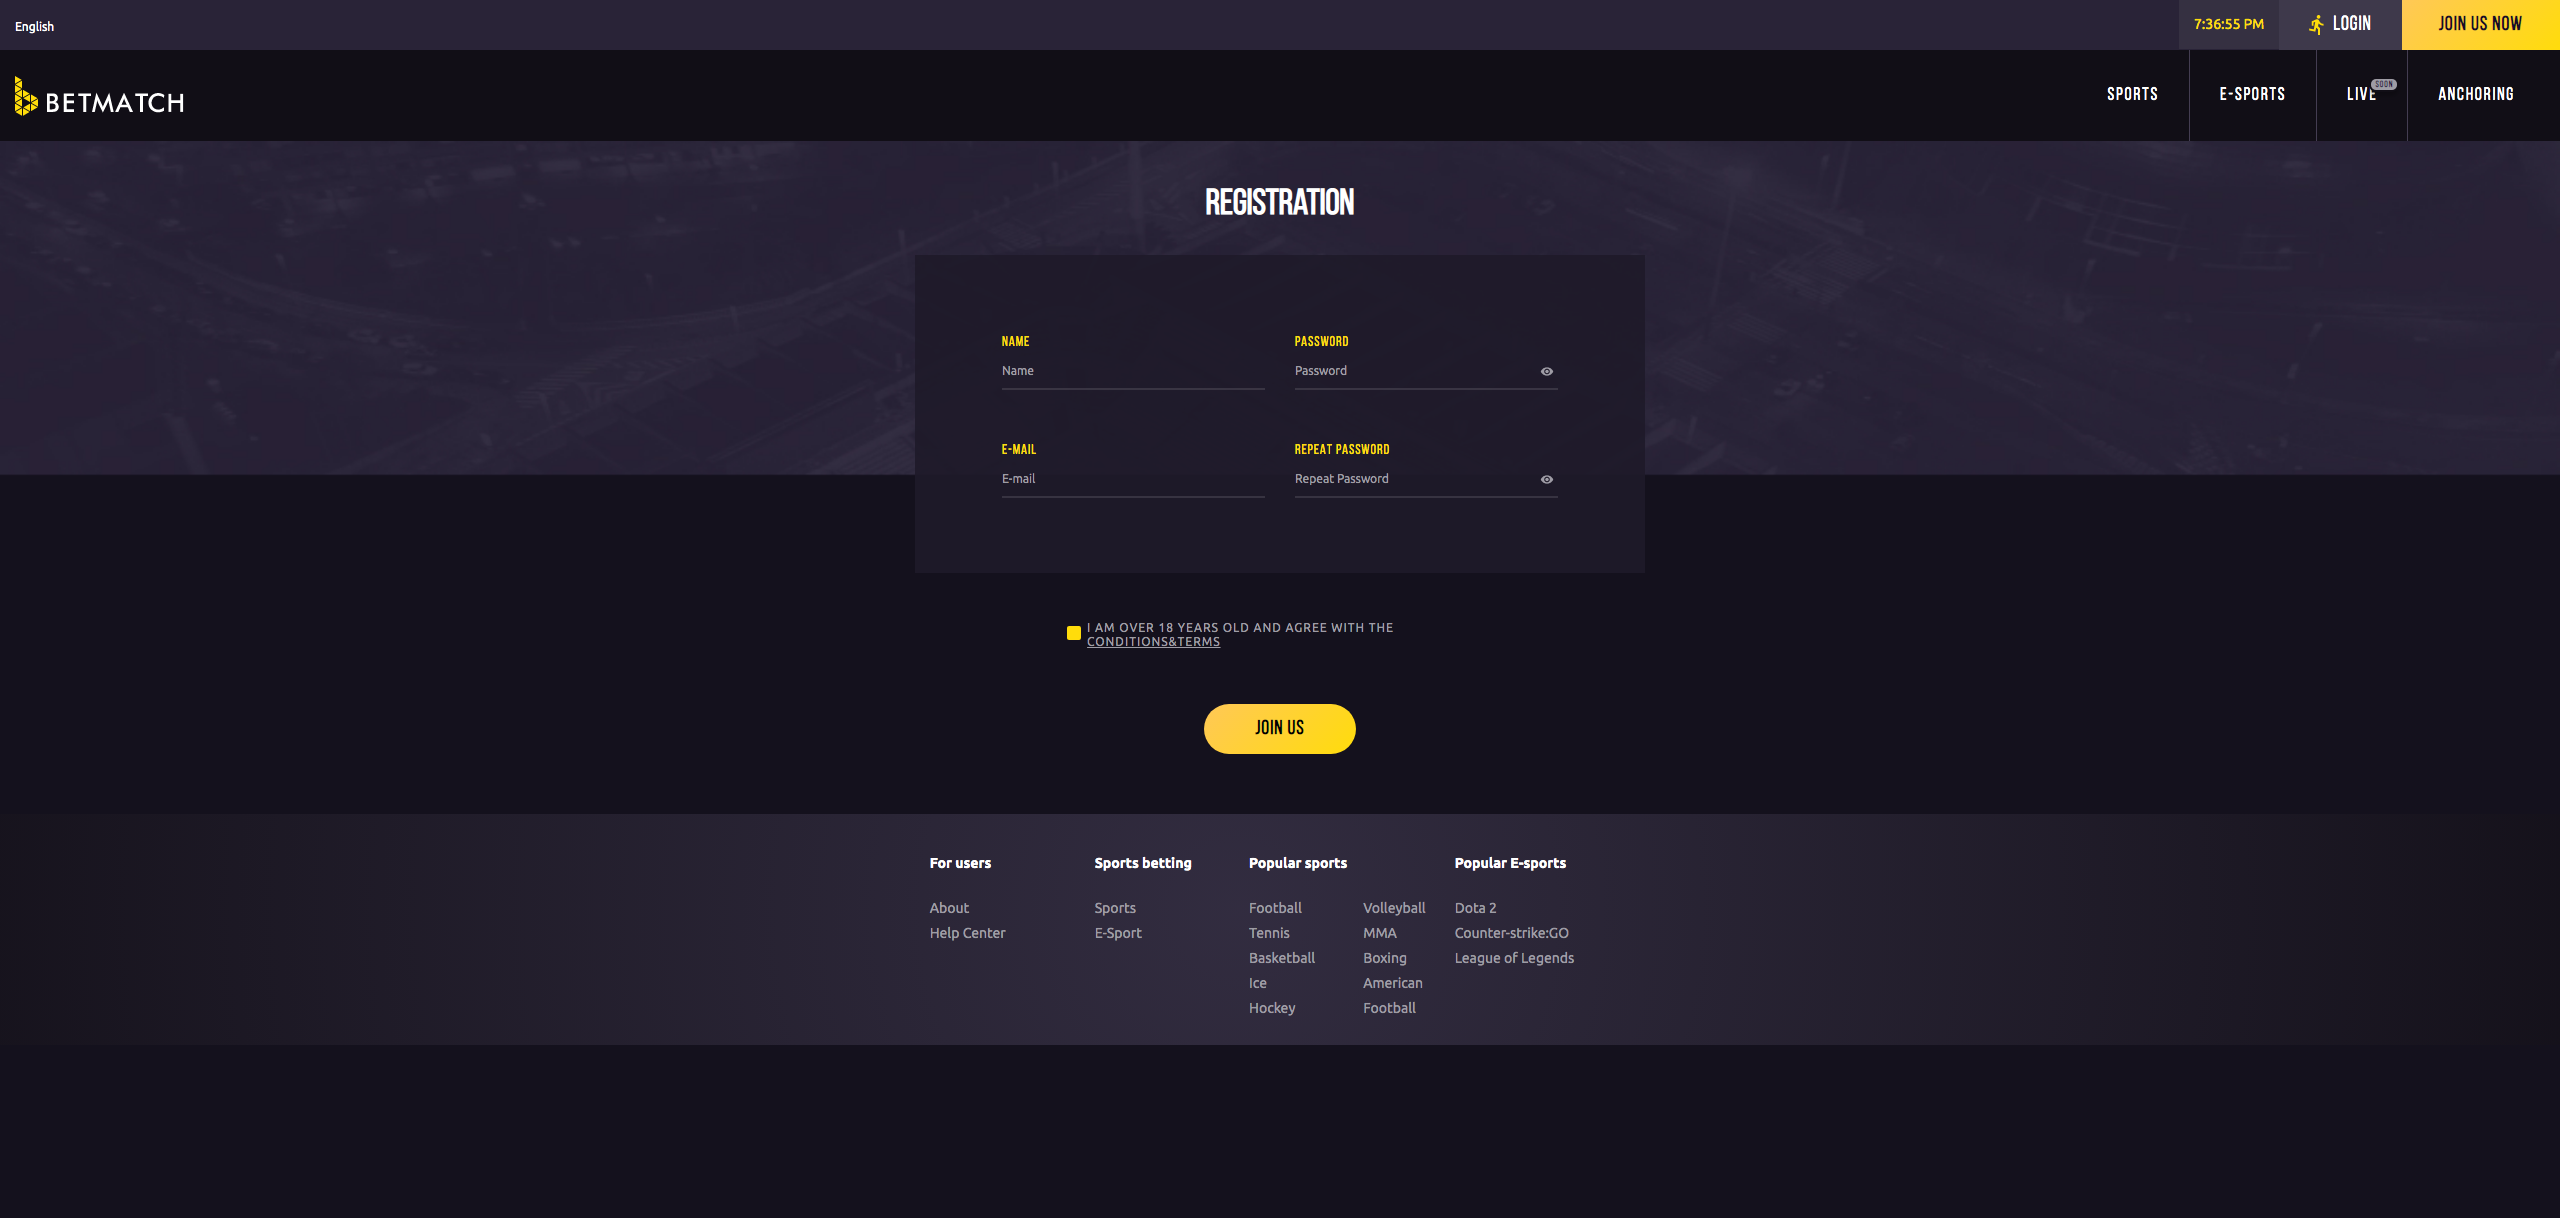 English
7:36:55 PM
LOGIN
JOIN US NOW
BETMATCH
SPORTS
E-SPORTS
LIVE
SOON
ANCHORING
REGISTRATION
NAME
Name
PASSWORD
Password
E-MAIL
E-mail
REPEAT PASSWORD
Repeat Password
I AM OVER 18 YEARS OLD AND AGREE WITH THE
CONDITIONS&TERMS
JOIN US
For users
About
Help Center
Sports betting
Sports
E-Sport
Popular sports
Football
Tennis
Basketball
Ice
Hockey
Volleyball
MMA
Boxing
American
Football
Popular E-sports
Dota 2
Counter-strike:GO
League of Legends